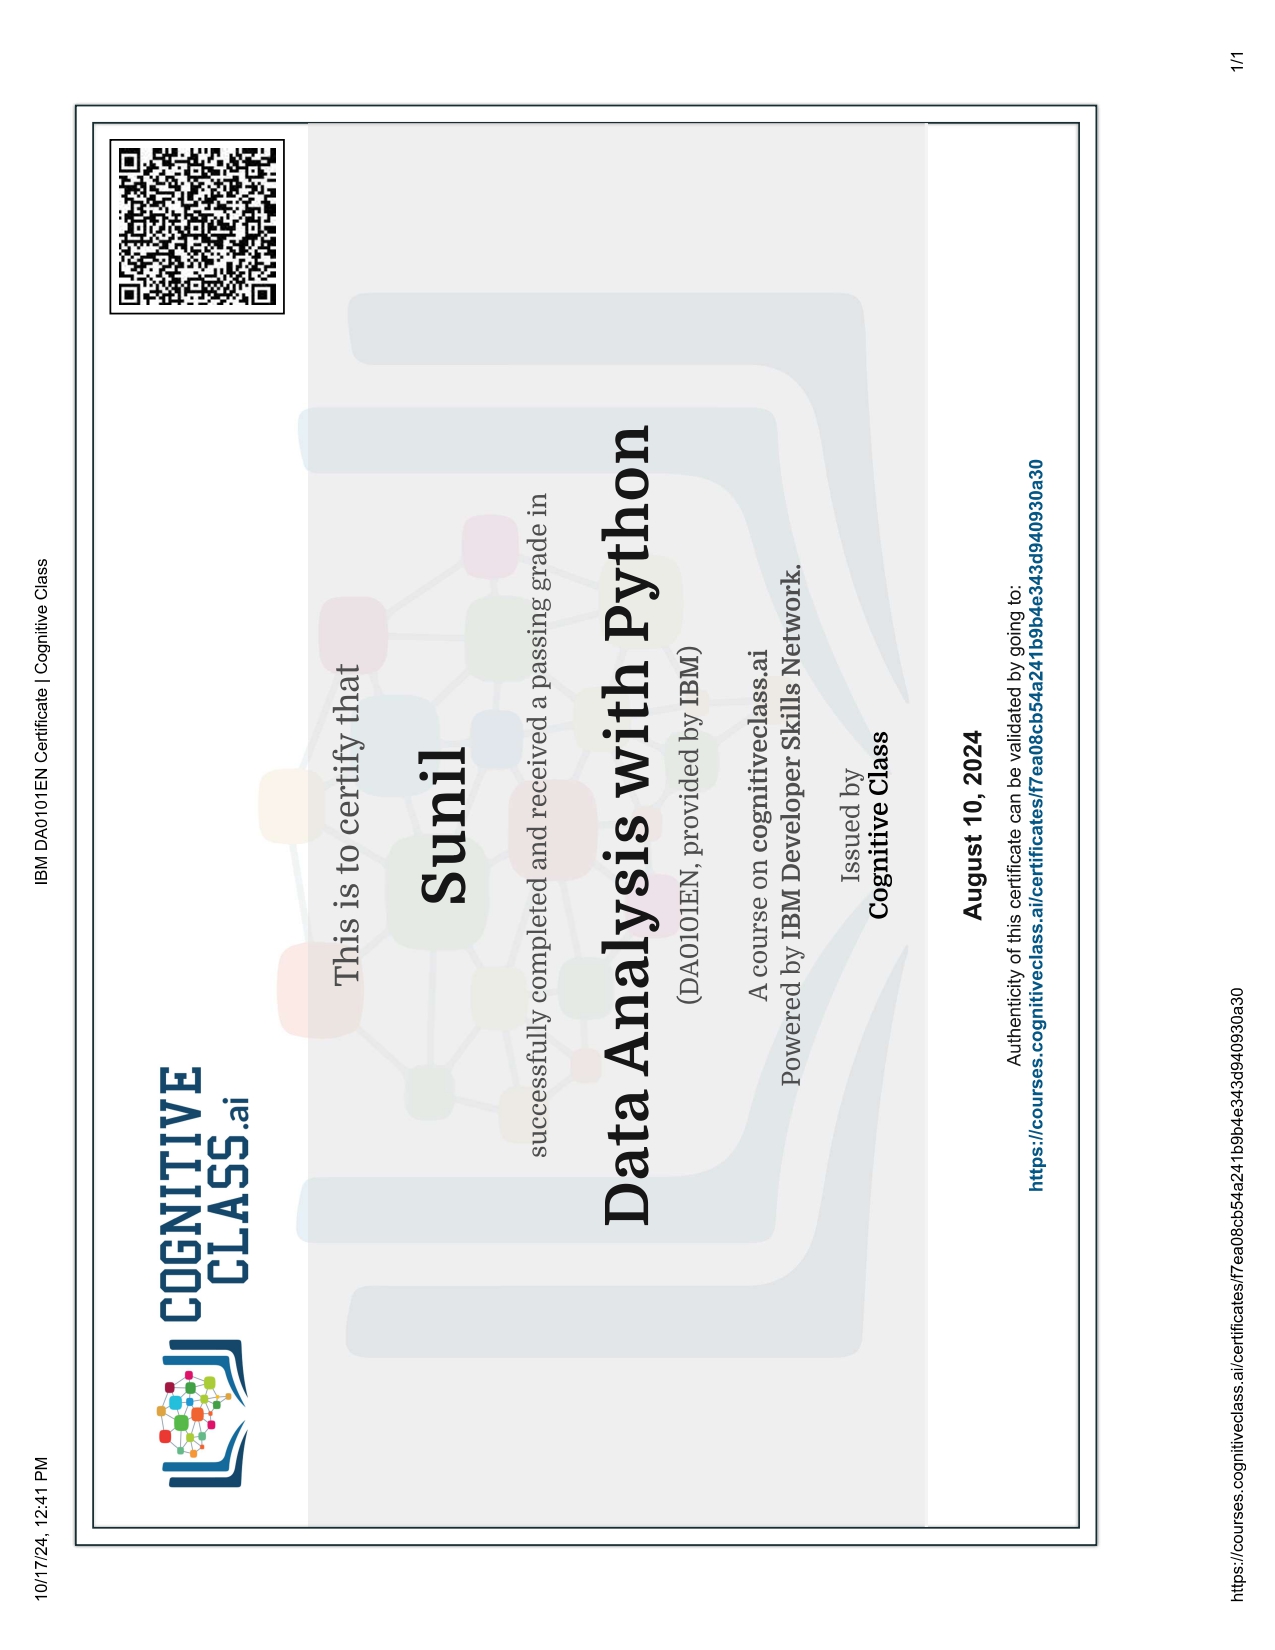 10/17/24, 12:41 PM
IBM DA0101EN Certificate | Cognitive Class
COGNITIVE
CLASS.ai
This is to certify that
Sunil
successfully completed and received a passing grade in
Data Analysis with Python
(DA0101EN, provided by IBM)
A course on cognitiveclass.ai
Powered by IBM Developer Skills Network.
Issued by
Cognitive Class
August 10, 2024
Authenticity of this certificate can be validated by going to:
https://courses.cognitiveclass.ai/certificates/f7ea08cb54a241b9b4e343d940930a30
https://courses.cognitiveclass.ai/certificates/f7ea08cb54a241b9b4e343d940930a30
1/1